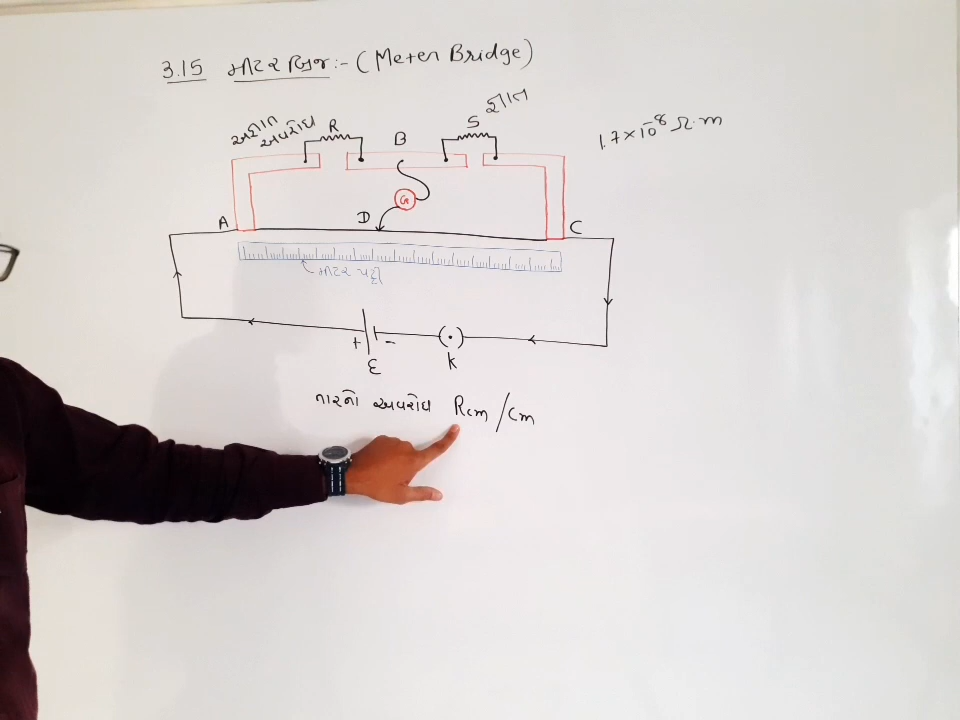 3.15 મીટર બ્રિજ :- (Meter Bridge)
અજ્ઞાત
અવરોધ R
S જ્ઞાત
1.7×10⁻⁸ Ω·m
B
G
A
D
C
મીટર પટ્ટી
+ -
ε
K
તારનો અવરોધ Rcm/cm